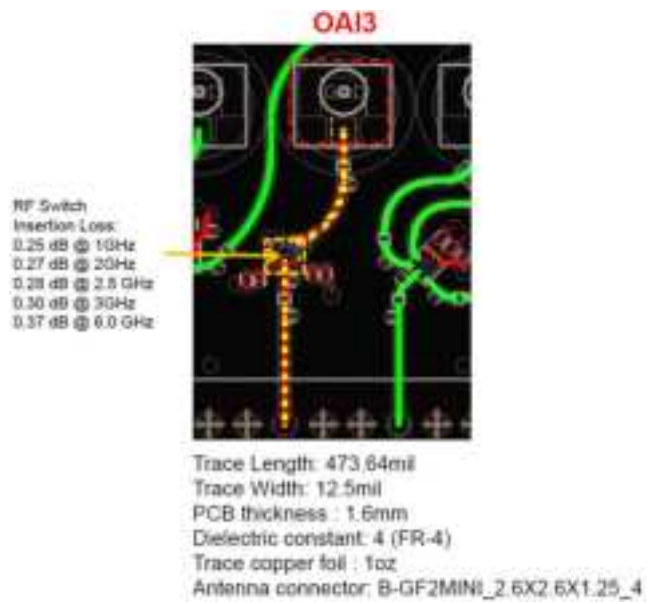 OAI3
RF Switch
Insertion Loss:
0.25 dB @ 1GHz
0.27 dB @ 2GHz
0.28 dB @ 2.5 GHz
0.30 dB @ 3GHz
0.37 dB @ 6.0 GHz
Trace Length: 473.64mil
Trace Width: 12.5mil
PCB thickness : 1.6mm
Dielectric constant: 4 (FR-4)
Trace copper foil : 1oz
Antenna connector: B-GF2MINI_2.6X2.6X1.25_4